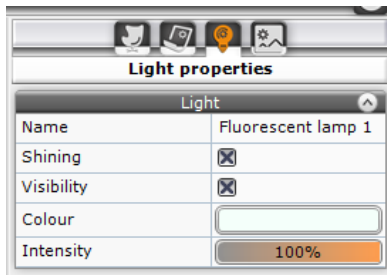 Light properties
Light
Name Fluorescent lamp 1
Shining
Visibility
Colour
Intensity 100%